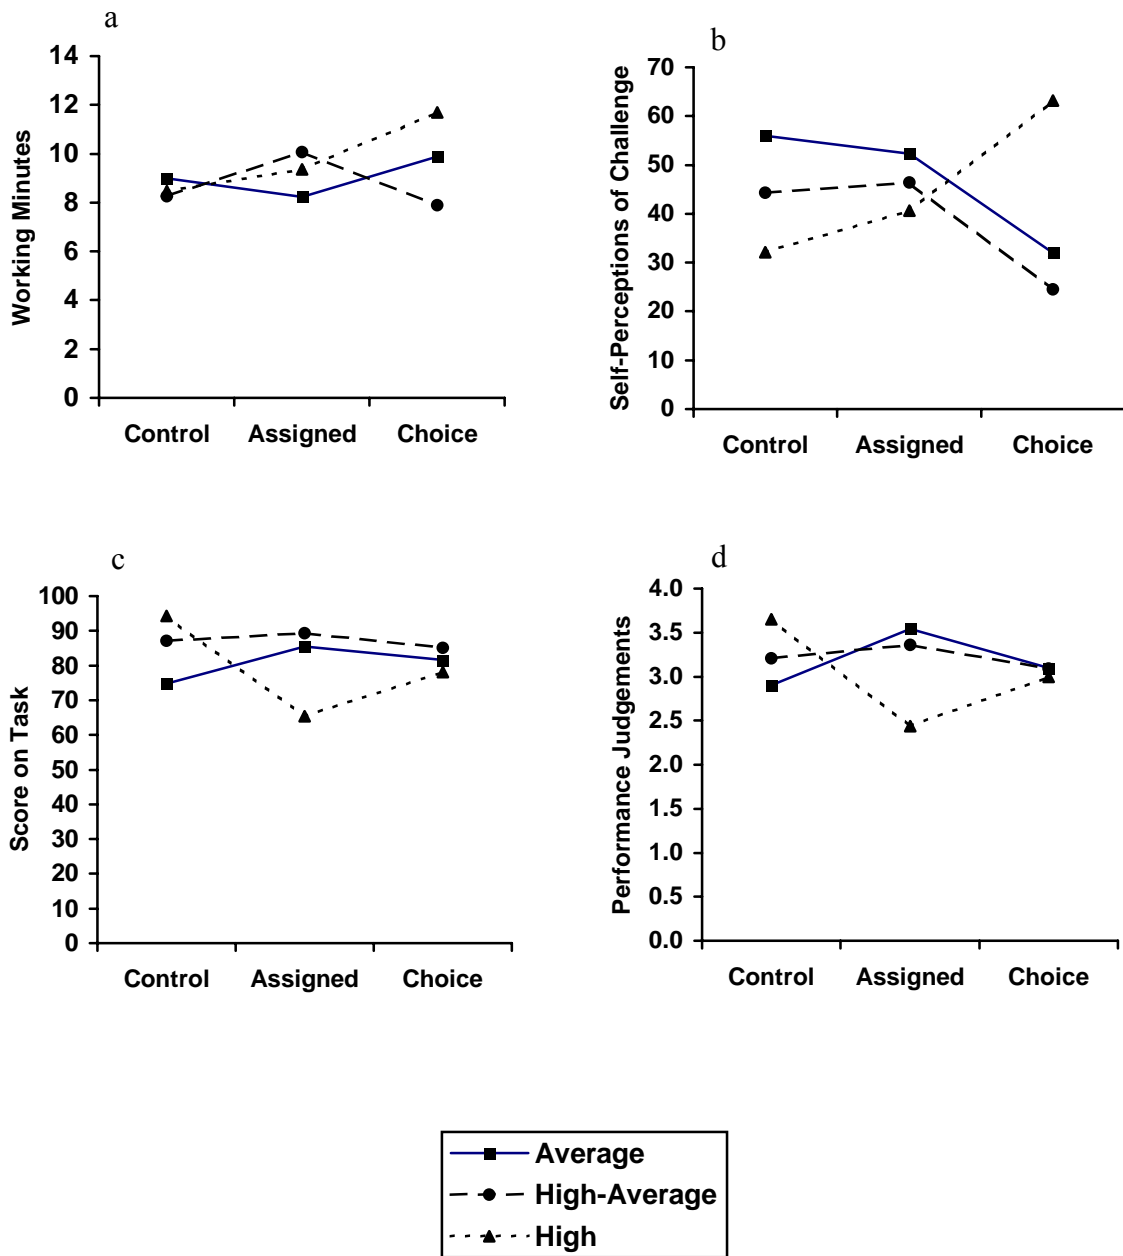 a
14
12
10
8
6
4
2
0
Working Minutes
Control Assigned Choice
b
70
60
50
40
30
20
10
0
Self-Perceptions of Challenge
Control Assigned Choice
c
100
90
80
70
60
50
40
30
20
10
0
Score on Task
Control Assigned Choice
d
4.0
3.5
3.0
2.5
2.0
1.5
1.0
0.5
0.0
Performance Judgements
Control Assigned Choice
Average
High-Average
High